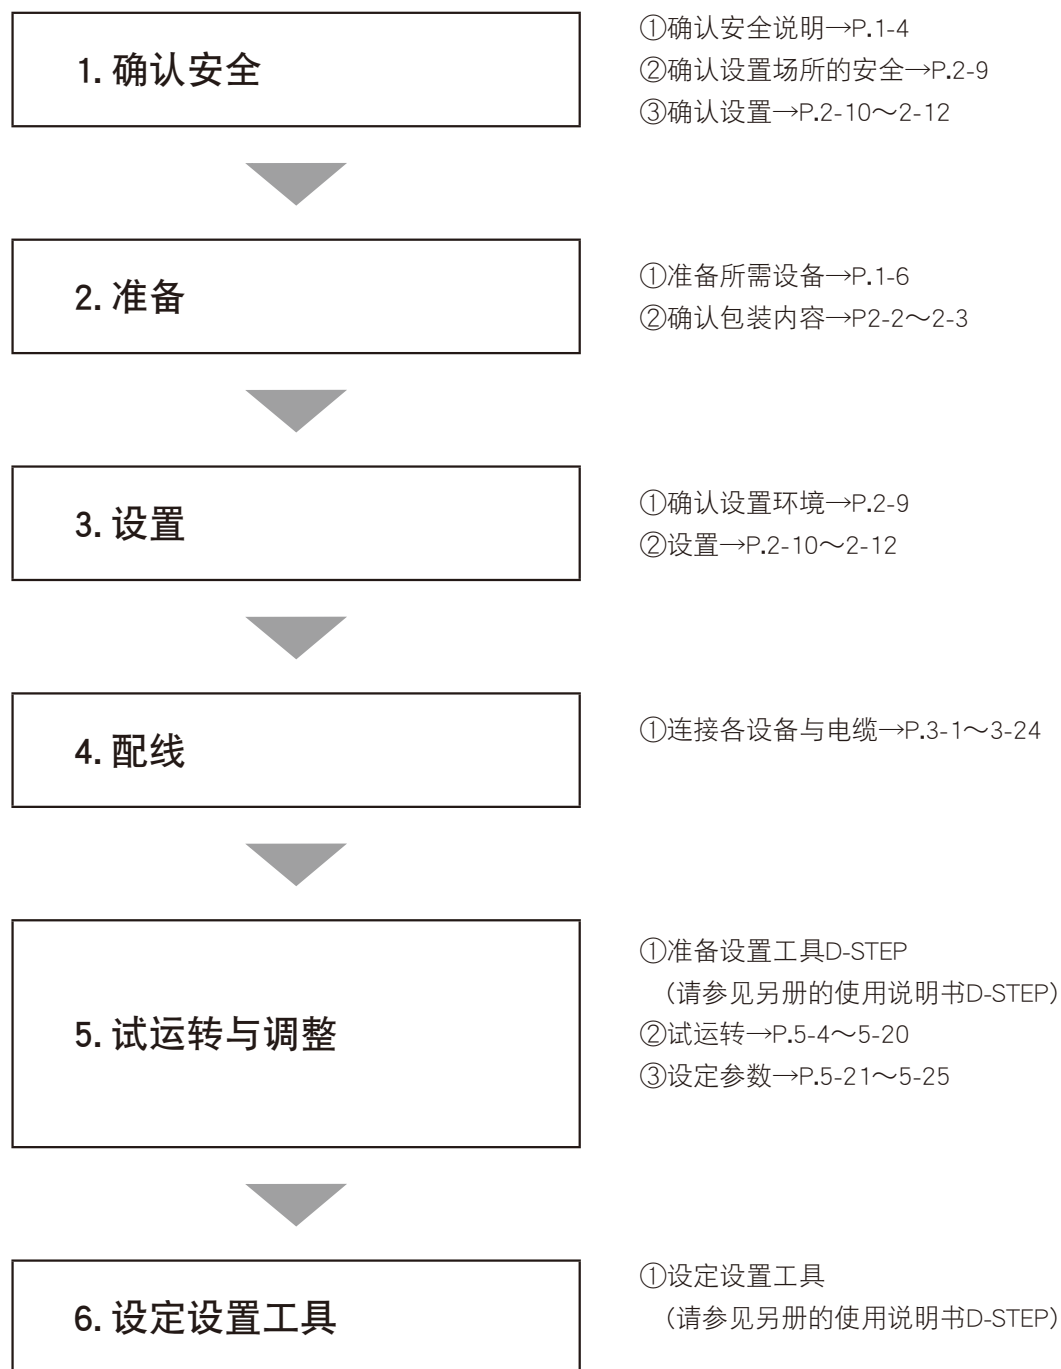 1. 确认安全
①确认安全说明→P.1-4
②确认设置场所的安全→P.2-9
③确认设置→P.2-10～2-12
2. 准备
①准备所需设备→P.1-6
②确认包装内容→P2-2～2-3
3. 设置
①确认设置环境→P.2-9
②设置→P.2-10～2-12
4. 配线
①连接各设备与电缆→P.3-1～3-24
5. 试运转与调整
①准备设置工具D-STEP
（请参见另册的使用说明书D-STEP）
②试运转→P.5-4～5-20
③设定参数→P.5-21～5-25
6. 设定设置工具
①设定设置工具
（请参见另册的使用说明书D-STEP）